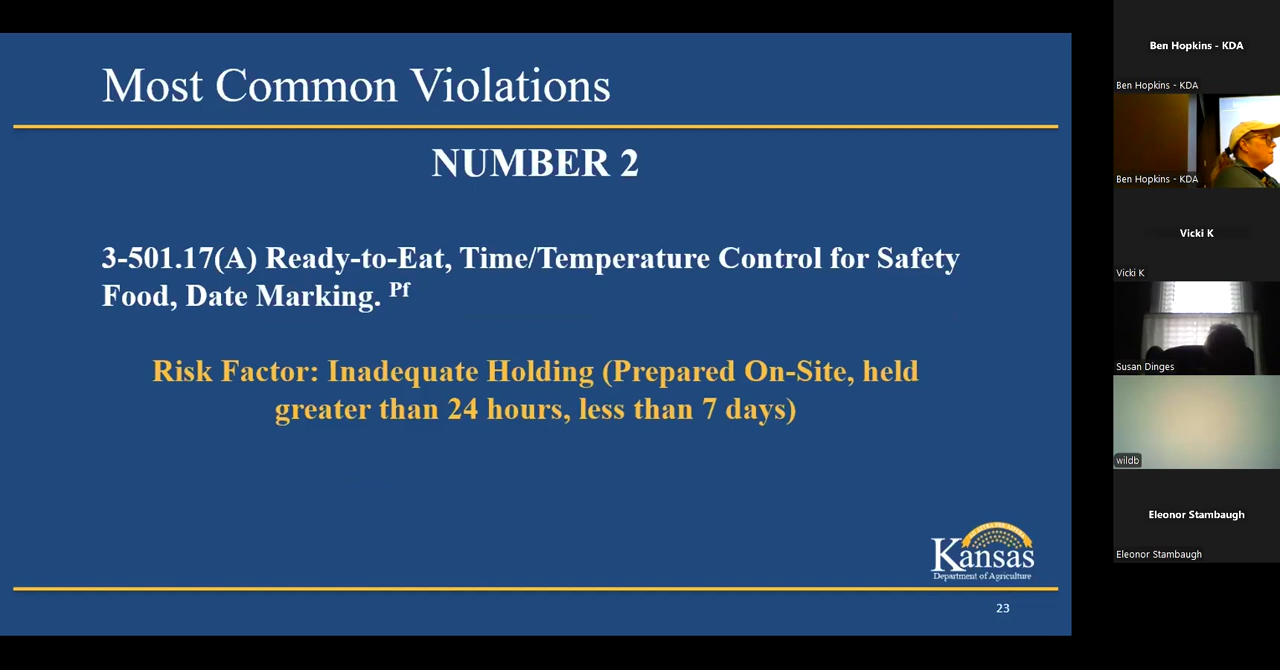 Most Common Violations
NUMBER 2
3-501.17(A) Ready-to-Eat, Time/Temperature Control for Safety
Food, Date Marking. Pf
Risk Factor: Inadequate Holding (Prepared On-Site, held
greater than 24 hours, less than 7 days)
Kansas
Department of Agriculture
23
Ben Hopkins - KDA
Ben Hopkins - KDA
Ben Hopkins - KDA
Vicki K
Vicki K
Susan Dinges
wildb
Eleonor Stambaugh
Eleonor Stambaugh